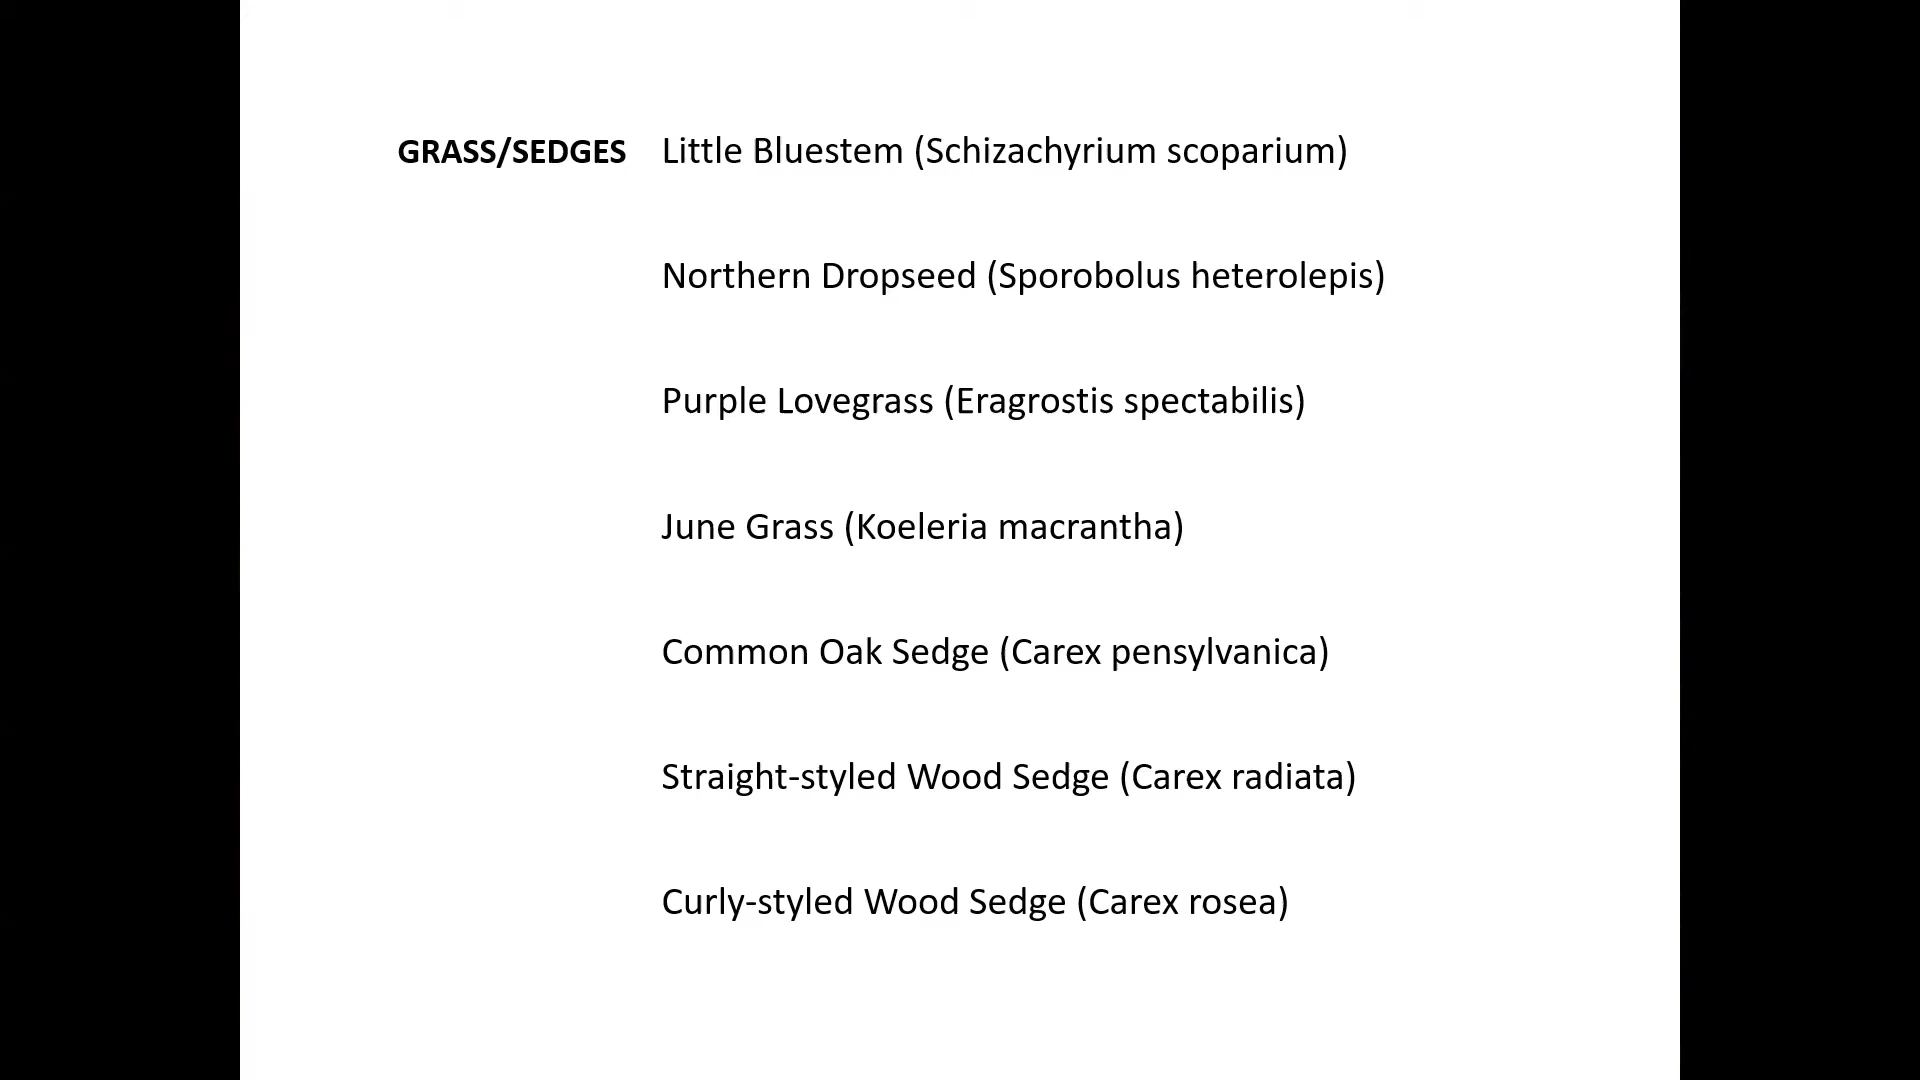 GRASS/SEDGES Little Bluestem (Schizachyrium scoparium)
Northern Dropseed (Sporobolus heterolepis)
Purple Lovegrass (Eragrostis spectabilis)
June Grass (Koeleria macrantha)
Common Oak Sedge (Carex pensylvanica)
Straight-styled Wood Sedge (Carex radiata)
Curly-styled Wood Sedge (Carex rosea)